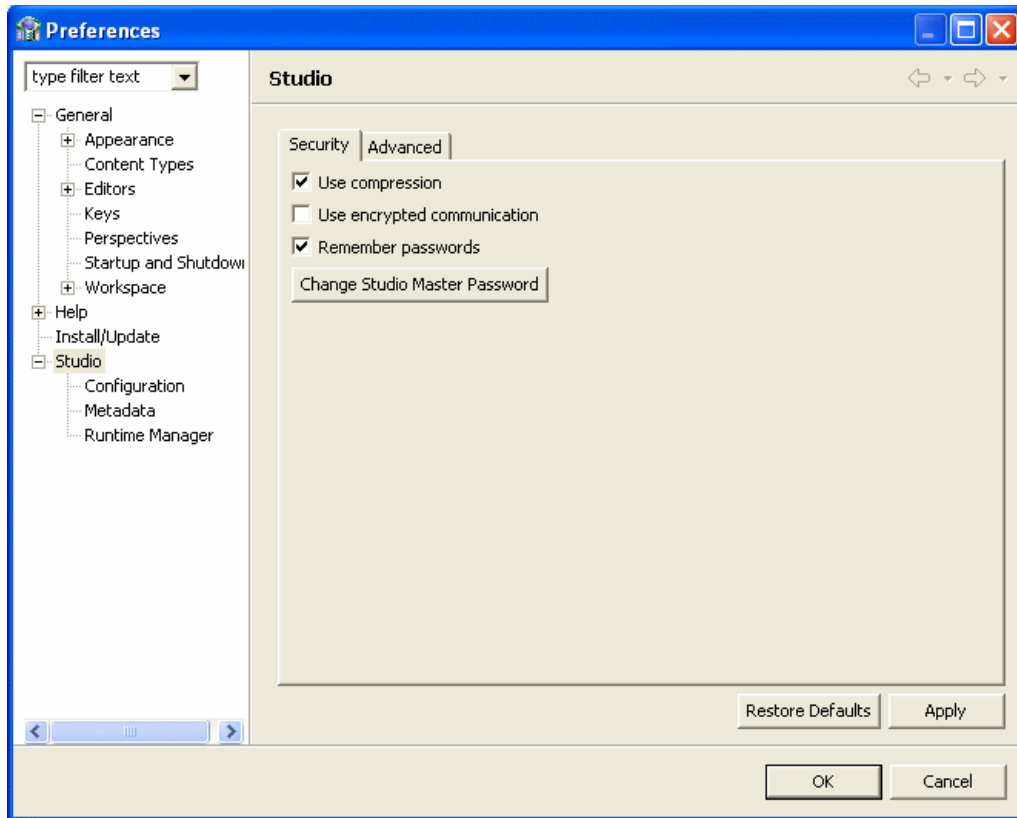 Preferences
type filter text
General
Appearance
Content Types
Editors
Keys
Perspectives
Startup and Shutdow
Workspace
Help
Install/Update
Studio
Configuration
Metadata
Runtime Manager
Studio
Security Advanced
Use compression
Use encrypted communication
Remember passwords
Change Studio Master Password
Restore Defaults Apply
OK Cancel